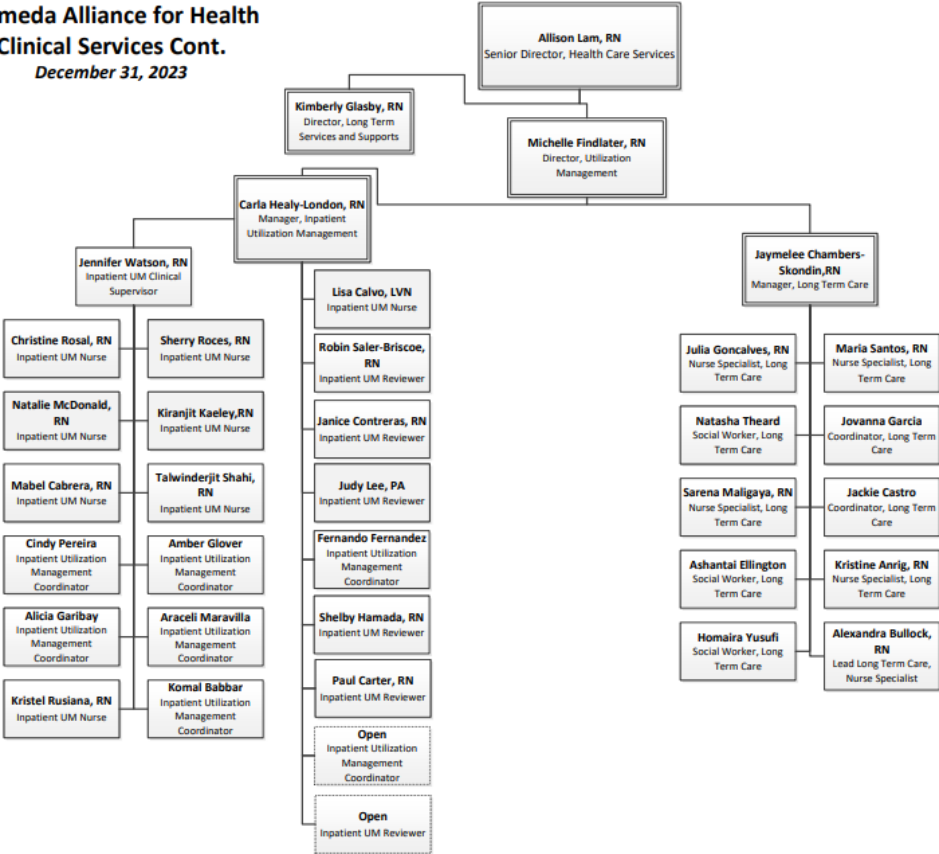 meda Alliance for Health
Clinical Services Cont.
December 31, 2023
Allison Lam, RN
Senior Director, Health Care Services
Kimberly Glasby, RN
Director, Long Term
Services and Supports
Michelle Findlater, RN
Director, Utilization
Management
Carla Healy-London, RN
Manager, Inpatient
Utilization Management
Jennifer Watson, RN
Inpatient UM Clinical
Supervisor
Jaymelee Chambers-
Skondin,RN
Manager, Long Term Care
Christine Rosal, RN
Inpatient UM Nurse
Sherry Roces, RN
Inpatient UM Nurse
Natalie McDonald,
RN
Inpatient UM Nurse
Kiranjit Kaeley,RN
Inpatient UM Nurse
Mabel Cabrera, RN
Inpatient UM Nurse
Talwinderjit Shahi,
RN
Inpatient UM Nurse
Cindy Pereira
Inpatient Utilization
Management
Coordinator
Amber Glover
Inpatient Utilization
Management
Coordinator
Alicia Garibay
Inpatient Utilization
Management
Coordinator
Araceli Maravilla
Inpatient Utilization
Management
Coordinator
Kristel Rusiana, RN
Inpatient UM Nurse
Komal Babbar
Inpatient Utilization
Management
Coordinator
Lisa Calvo, LVN
Inpatient UM Nurse
Robin Saler-Briscoe,
RN
Inpatient UM Reviewer
Janice Contreras, RN
Inpatient UM Reviewer
Judy Lee, PA
Inpatient UM Reviewer
Fernando Fernandez
Inpatient Utilization
Management
Coordinator
Shelby Hamada, RN
Inpatient UM Reviewer
Paul Carter, RN
Inpatient UM Reviewer
Open
Inpatient Utilization
Management
Coordinator
Open
Inpatient UM Reviewer
Julia Goncalves, RN
Nurse Specialist, Long
Term Care
Maria Santos, RN
Nurse Specialist, Long
Term Care
Natasha Theard
Social Worker, Long
Term Care
Jovanna Garcia
Coordinator, Long Term
Care
Sarena Maligaya, RN
Nurse Specialist, Long
Term Care
Jackie Castro
Coordinator, Long Term
Care
Ashantai Ellington
Social Worker, Long
Term Care
Kristine Anrig, RN
Nurse Specialist, Long
Term Care
Homaira Yusufi
Social Worker, Long
Term Care
Alexandra Bullock,
RN
Lead Long Term Care,
Nurse Specialist